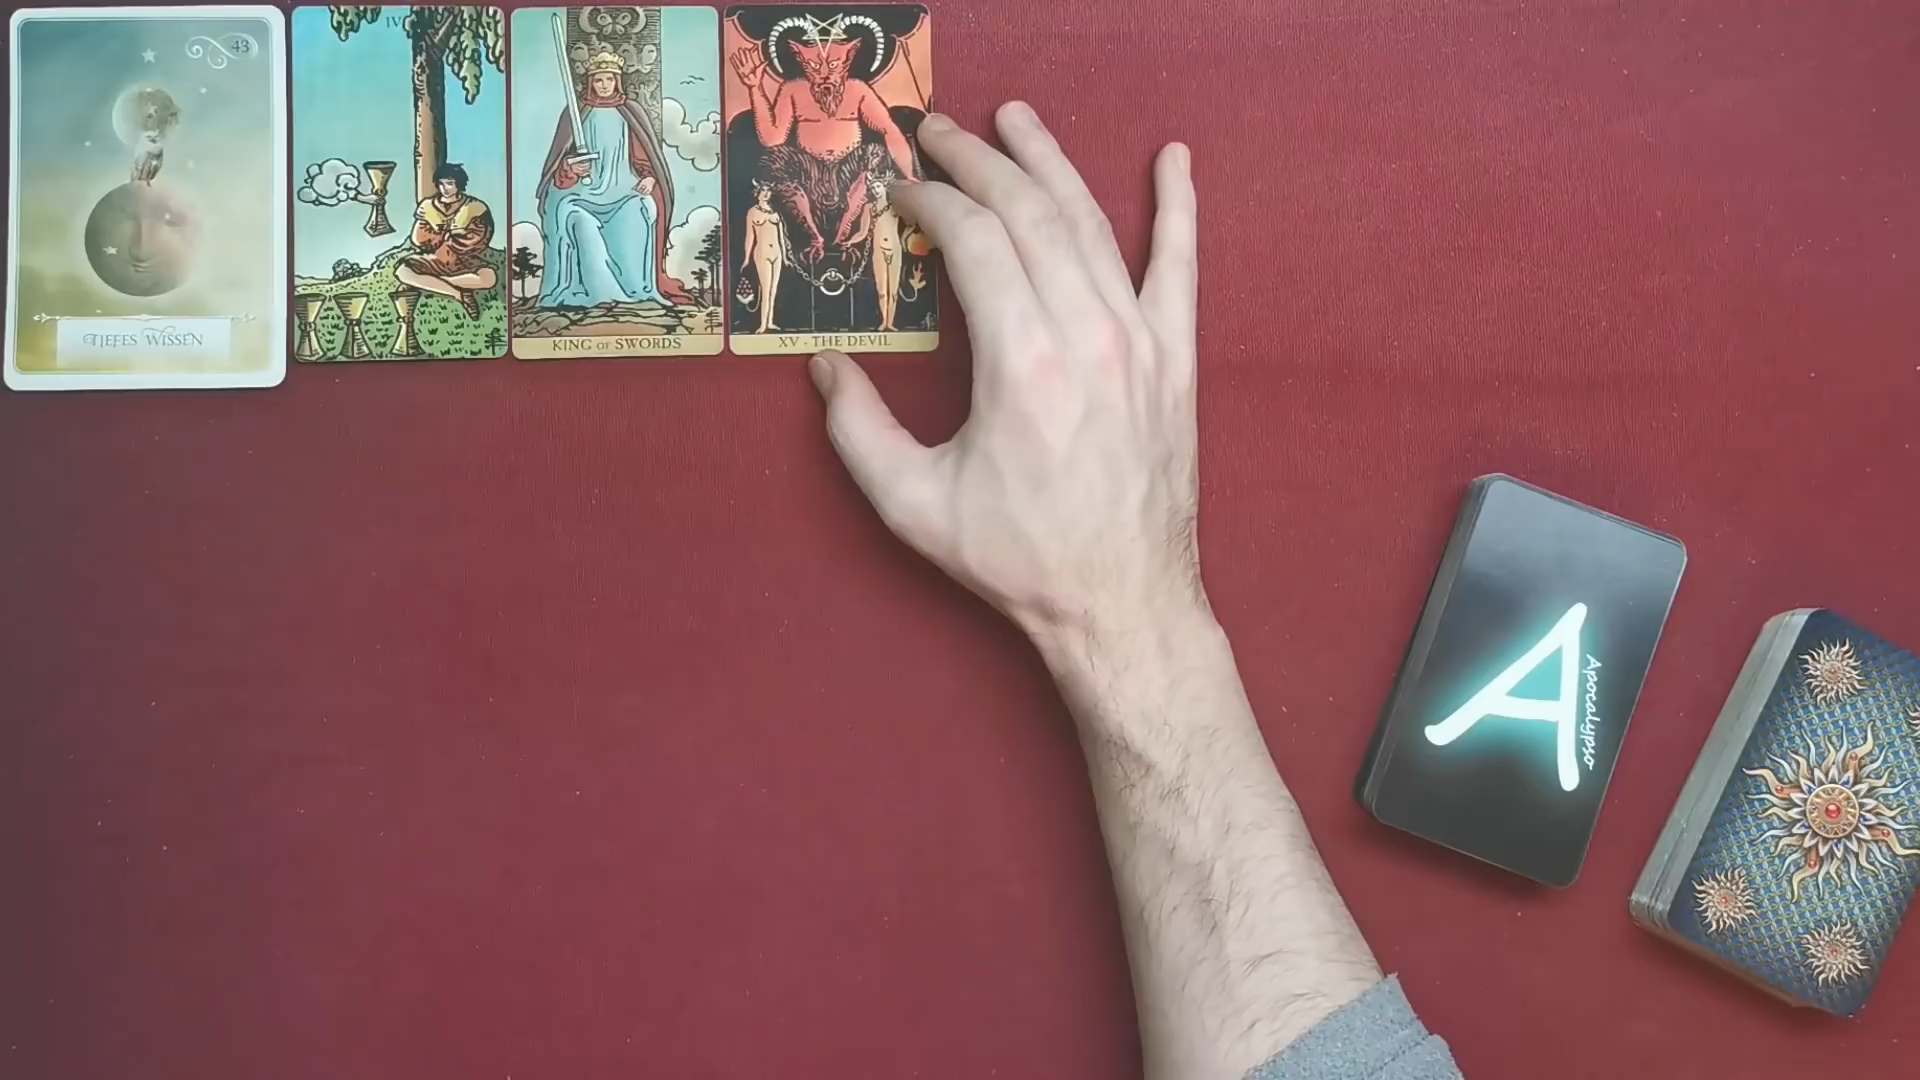 43
TIEFES WISSEN
IV
KING OF SWORDS
XV · THE DEVIL
A
Apocalypso